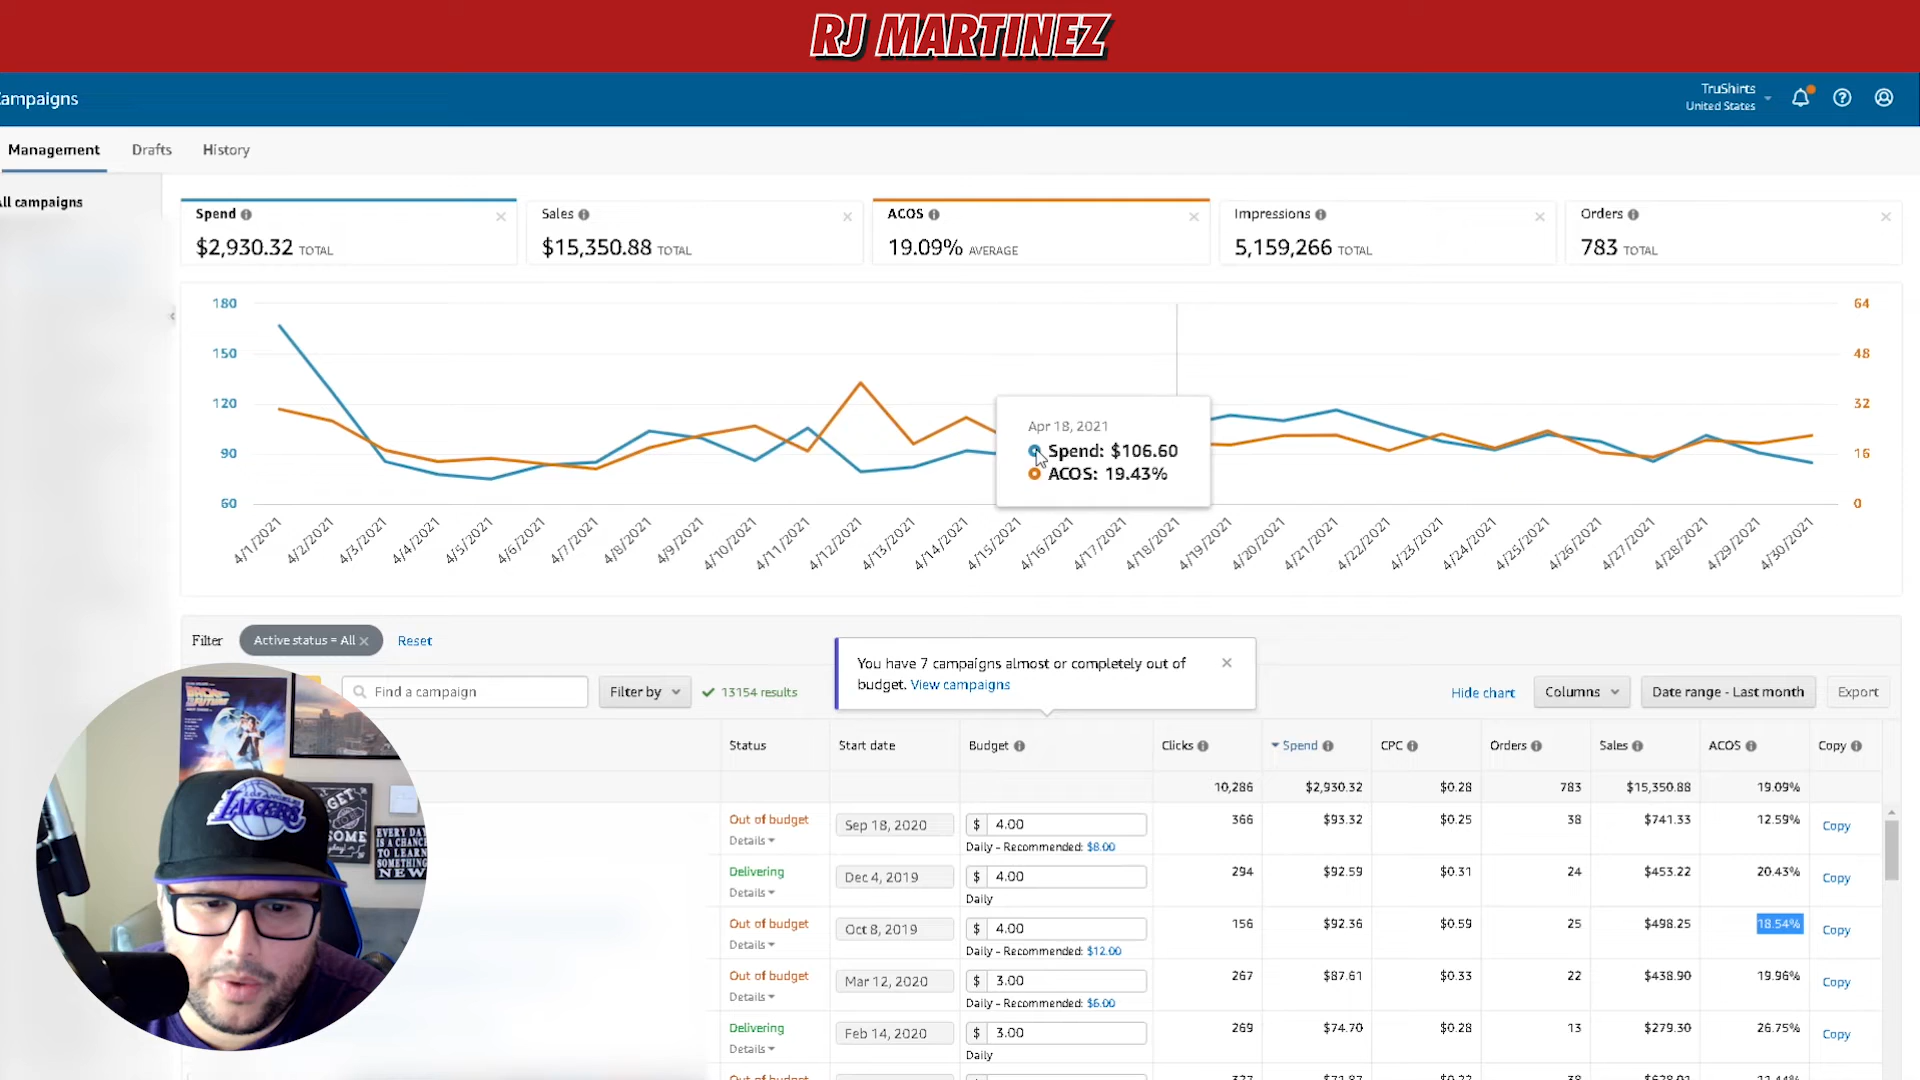 RJ MARTINEZ
ampaigns
TruShirts
United States
Management
Drafts
History
ll campaigns
Spend
$2,930.32 TOTAL
Sales
$15,350.88 TOTAL
ACOS
19.09% AVERAGE
Impressions
5,159,266 TOTAL
Orders
783 TOTAL
180
150
120
90
60
64
48
32
16
0
Apr 18, 2021
Spend: $106.60
ACOS: 19.43%
4/1/2021
4/2/2021
4/3/2021
4/4/2021
4/5/2021
4/6/2021
4/7/2021
4/8/2021
4/9/2021
4/10/2021
4/11/2021
4/12/2021
4/13/2021
4/14/2021
4/15/2021
4/16/2021
4/17/2021
4/18/2021
4/19/2021
4/20/2021
4/21/2021
4/22/2021
4/23/2021
4/24/2021
4/25/2021
4/26/2021
4/27/2021
4/28/2021
4/29/2021
4/30/2021
Filter
Active status = All
Reset
You have 7 campaigns almost or completely out of
budget. View campaigns
Find a campaign
Filter by
13154 results
Hide chart
Columns
Date range - Last month
Export
Status
Start date
Budget
Clicks
Spend
CPC
Orders
Sales
ACOS
Copy
10,286
$2,930.32
$0.28
783
$15,350.88
19.09%
Out of budget
Details
Sep 18, 2020
$ 4.00
Daily - Recommended: $8.00
366
$93.32
$0.25
38
$741.33
12.59%
Copy
Delivering
Details
Dec 4, 2019
$ 4.00
Daily
294
$92.59
$0.31
24
$453.22
20.43%
Copy
Out of budget
Details
Oct 8, 2019
$ 4.00
Daily - Recommended: $12.00
156
$92.36
$0.59
25
$498.25
18.54%
Copy
Out of budget
Details
Mar 12, 2020
$ 3.00
Daily - Recommended: $6.00
267
$87.61
$0.33
22
$438.90
19.96%
Copy
Delivering
Details
Feb 14, 2020
$ 3.00
Daily
269
$74.70
$0.28
13
$279.30
26.75%
Copy
Out of budget
LAKERS
EVERY DAY
IS A CHANCE
TO LEARN
SOMETHING
NEW